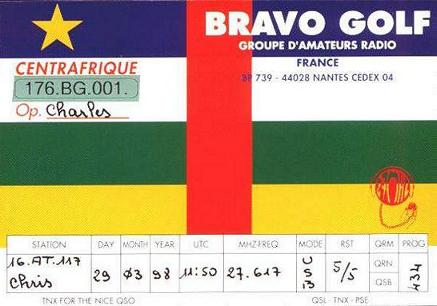 BRAVO GOLF
GROUPE D'AMATEURS RADIO
FRANCE
BP 739 - 44028 NANTES CÉDEX 04
CENTRAFRIQUE
176.BG.001.
Op. Charles
STATION DAY MONTH YEAR UTC MHZ-FREQ. MODE RST QRM QRN QSB PROG
16.AT.117 Chris 29 03 98 11:50 27.617 USB 5/5 434
TNX FOR THE NICE QSO QSL - TNX - PSE